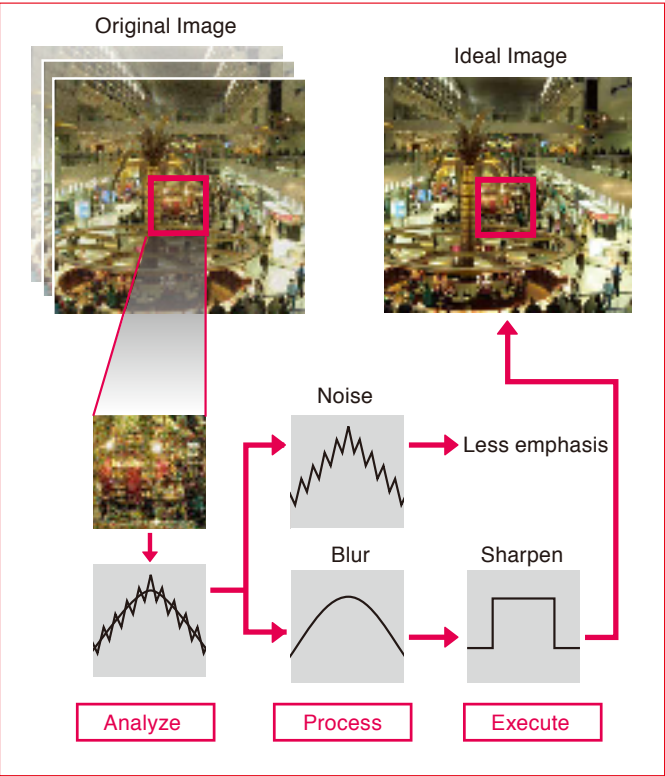 Original Image
Ideal Image
Noise
Less emphasis
Blur
Sharpen
Analyze
Process
Execute